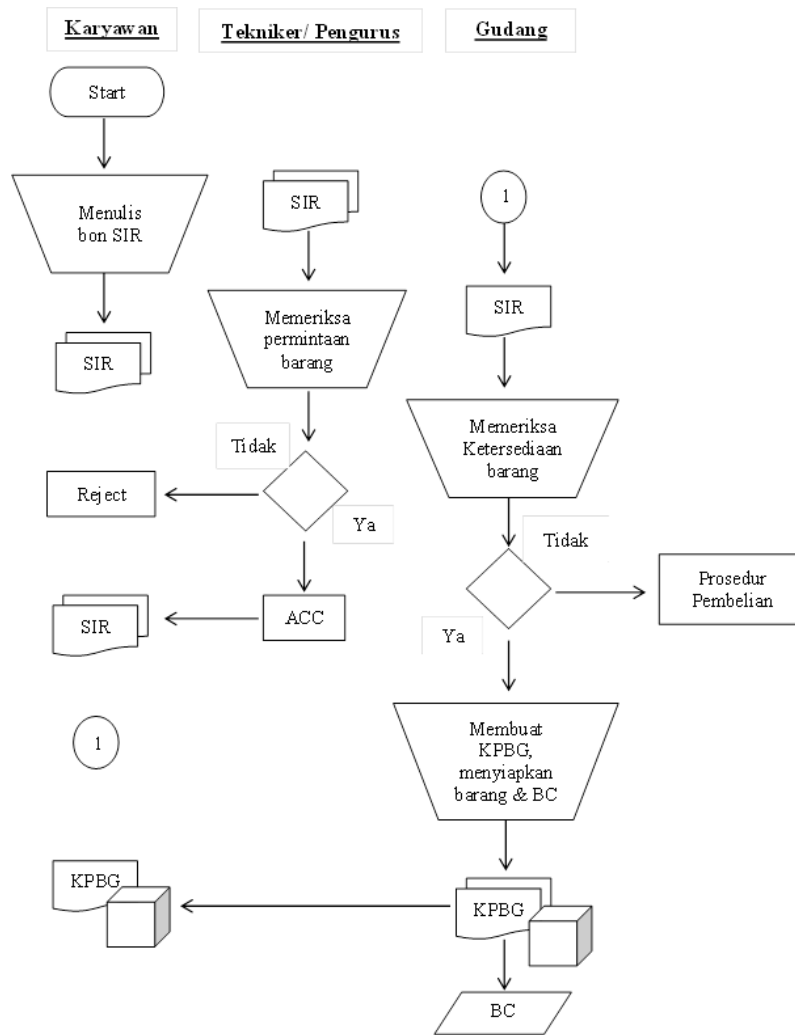 Karyawan
Tekniker/ Pengurus
Gudang
Start
Menulis
bon SIR
SIR
SIR
Memeriksa
permintaan
barang
Tidak
Reject
Ya
ACC
SIR
1
1
SIR
Memeriksa
Ketersediaan
barang
Tidak
Prosedur
Pembelian
Ya
Membuat
KPBG,
menyiapkan
barang & BC
KPBG
KPBG
BC